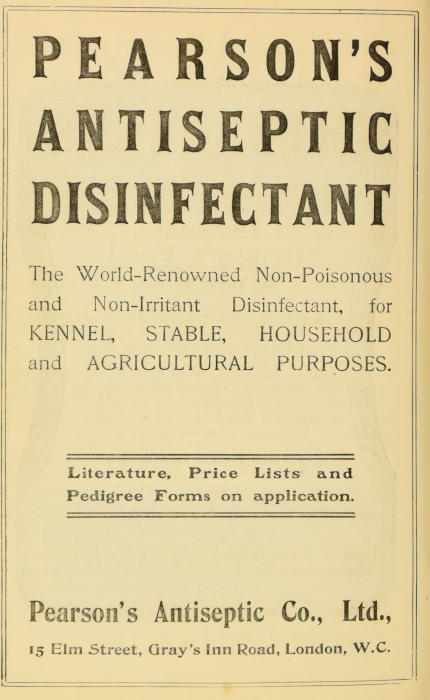 PEARSON'S
ANTISEPTIC
DISINFECTANT
The World-Renowned Non-Poisonous
and Non-Irritant Disinfectant, for
KENNEL, STABLE, HOUSEHOLD
and AGRICULTURAL PURPOSES.
Literature, Price Lists and
Pedigree Forms on application.
Pearson's Antiseptic Co., Ltd.,
15 Elm Street, Gray's Inn Road, London, W.C.